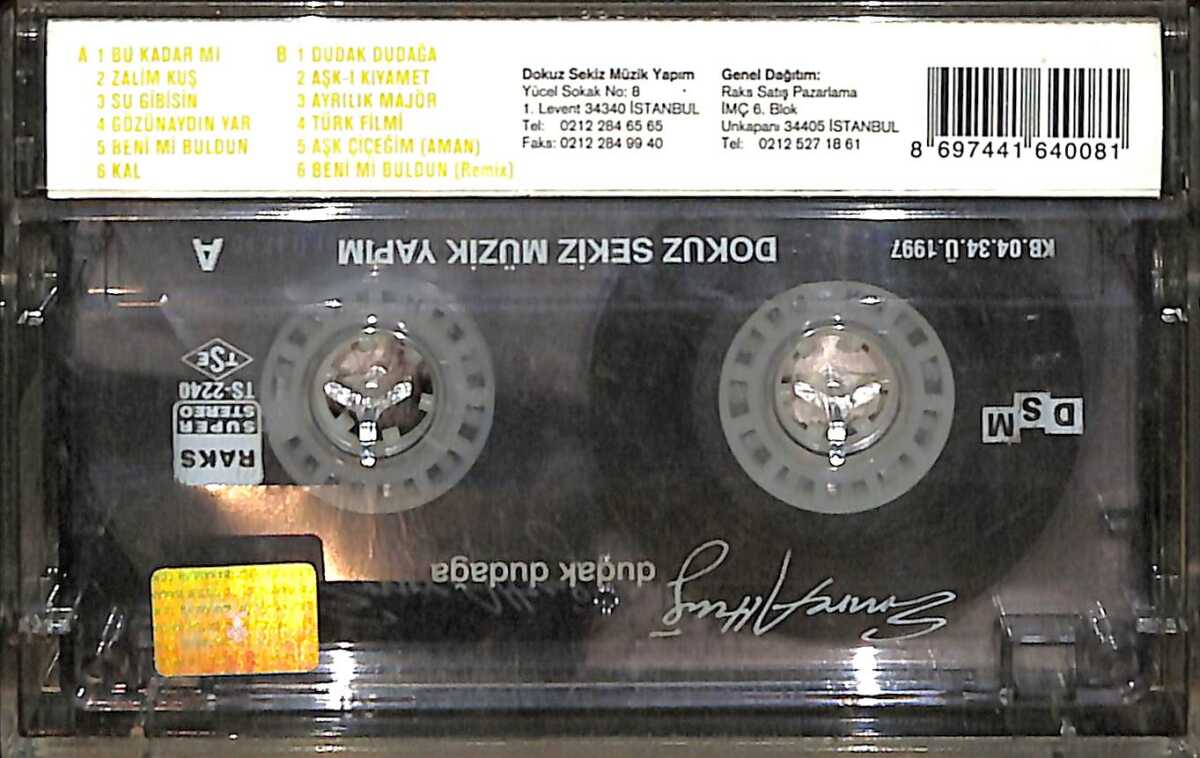 A 1 BU KADAR MI
2 ZALİM KUŞ
3 SU GİBİSİN
4 GÖZÜNAYDIN YAR
5 BENİ Mİ BULDUN
6 KAL
B 1 DUDAK DUDAĞA
2 AŞK-I KIYAMET
3 AYRILIK MAJÖR
4 TÜRK FİLMİ
5 AŞK ÇİÇEĞİM (AMAN)
6 BENİ Mİ BULDUN (Remix)
Dokuz Sekiz Müzik Yapım
Yücel Sokak No: 8
1. Levent 34340 İSTANBUL
Tel: 0212 284 65 65
Faks: 0212 284 99 40
Genel Dağıtım:
Raks Satış Pazarlama
İMÇ 6. Blok
Unkapanı 34405 İSTANBUL
Tel: 0212 527 18 61
8 697441 640081
KB.04.34.Ü.1997
DOKUZ SEKİZ MÜZİK YAPIM
A
TSE
TS-2240
SUPER
STEREO
RAKS
DSM
dudak dudağa